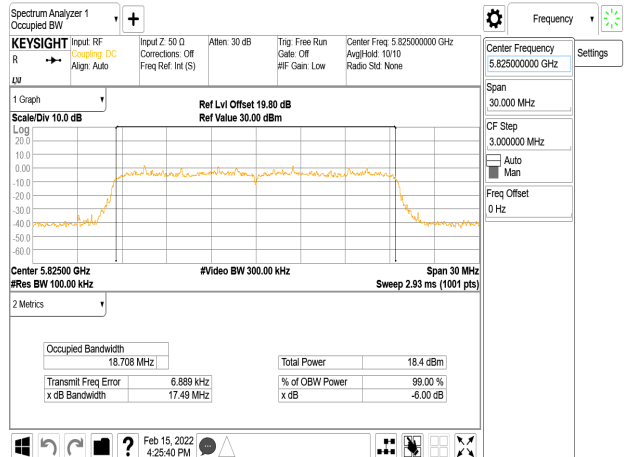 Spectrum Analyzer 1
Occupied BW
Frequency
KEYSIGHT
R
LXI
Input: RF
Coupling: DC
Align: Auto
Input Z: 50 Ω
Corrections: Off
Freq Ref: Int (S)
Atten: 30 dB
Trig: Free Run
Gate: Off
#IF Gain: Low
Center Freq: 5.825000000 GHz
Avg|Hold: 10/10
Radio Std: None
Center Frequency
5.825000000 GHz
Settings
Span
30.000 MHz
CF Step
3.000000 MHz
Auto
Man
Freq Offset
0 Hz
1 Graph
Scale/Div 10.0 dB
Ref Lvl Offset 19.80 dB
Ref Value 30.00 dBm
Log
20.0
10.0
0.00
-10.0
-20.0
-30.0
-40.0
-50.0
-60.0
Center 5.82500 GHz
#Res BW 100.00 kHz
#Video BW 300.00 kHz
Span 30 MHz
Sweep 2.93 ms (1001 pts)
2 Metrics
Occupied Bandwidth
18.708 MHz
Transmit Freq Error 6.889 kHz
x dB Bandwidth 17.49 MHz
Total Power 18.4 dBm
% of OBW Power 99.00 %
x dB -6.00 dB
?
Feb 15, 2022
4:25:40 PM